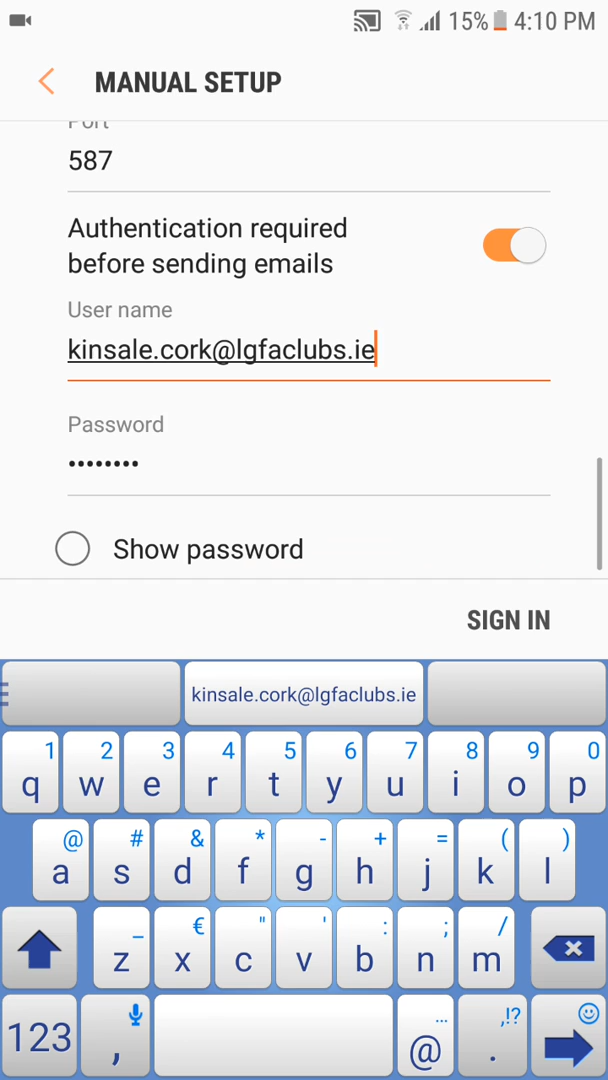 15% 4:10 PM
MANUAL SETUP
Port
587
Authentication required
before sending emails
User name
kinsale.cork@lgfaclubs.ie
Password
••••••••
Show password
SIGN IN
kinsale.cork@lgfaclubs.ie
1 2 3 4 5 6 7 8 9 0
q w e r t y u i o p
@ # & * - + = ( )
a s d f g h j k l
_ € " ' : ; /
z x c v b n m
... ,!?
123 , @ .